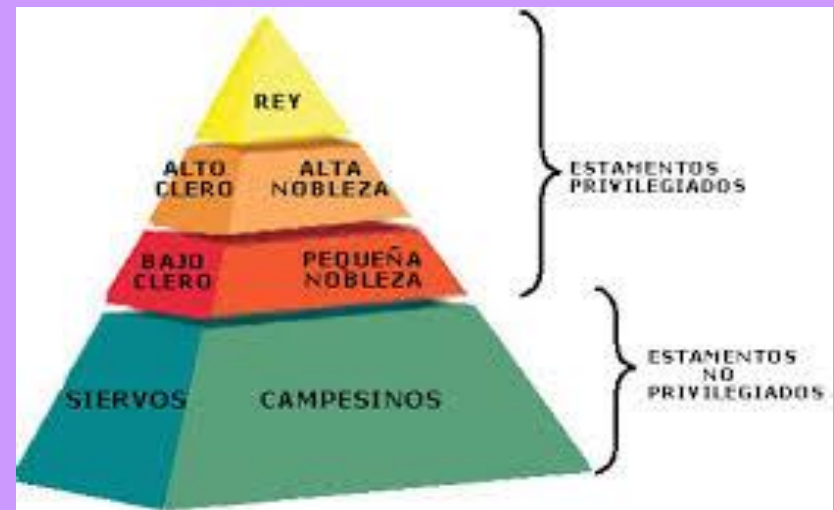 REY
ALTO
CLERO
ALTA
NOBLEZA
ESTAMENTOS
PRIVILEGIADOS
BAJO
CLERO
PEQUEÑA
NOBLEZA
SIERVOS
CAMPESINOS
ESTAMENTOS
NO
PRIVILEGIADOS